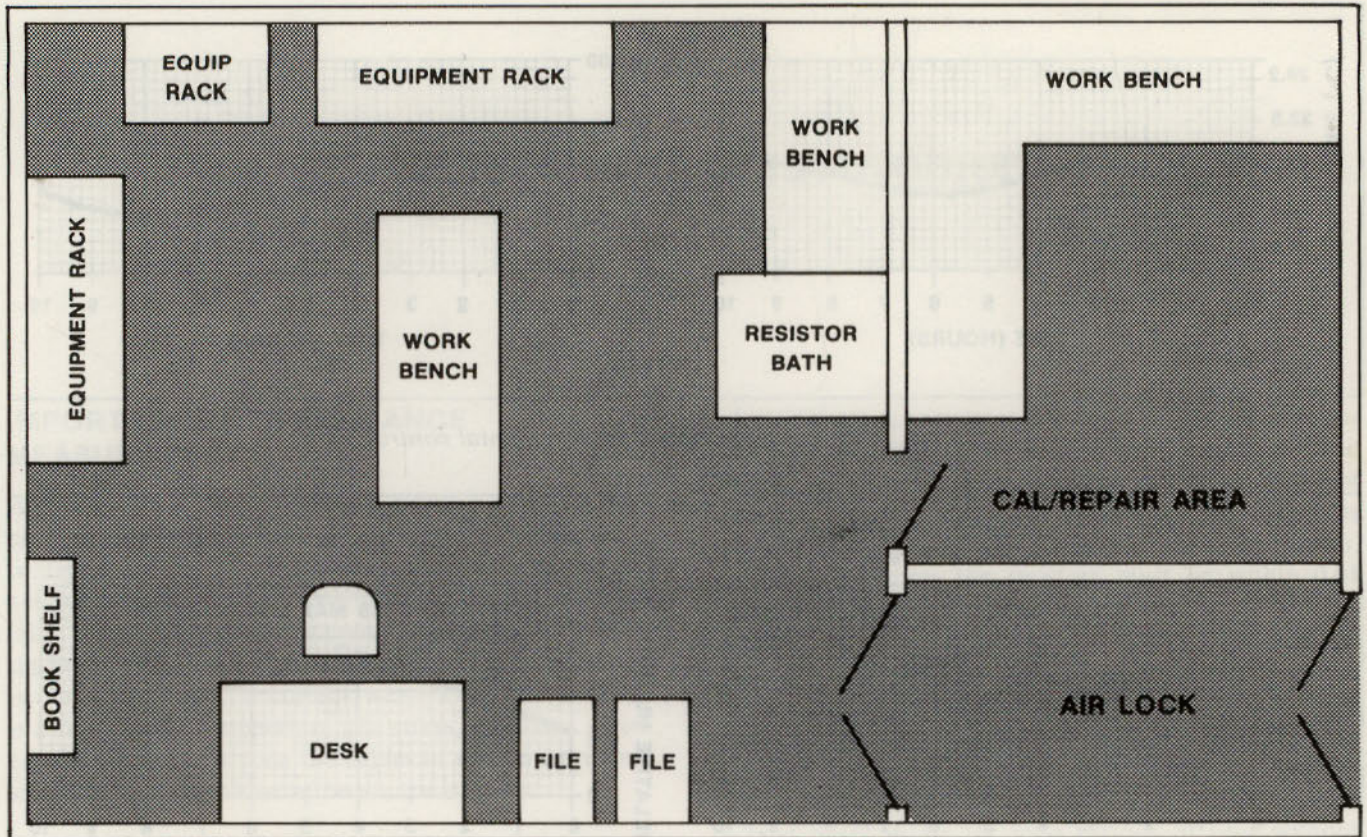 EQUIP
RACK
EQUIPMENT RACK
WORK BENCH
WORK
BENCH
EQUIPMENT RACK
WORK
BENCH
RESISTOR
BATH
CAL/REPAIR AREA
BOOK SHELF
AIR LOCK
DESK
FILE
FILE